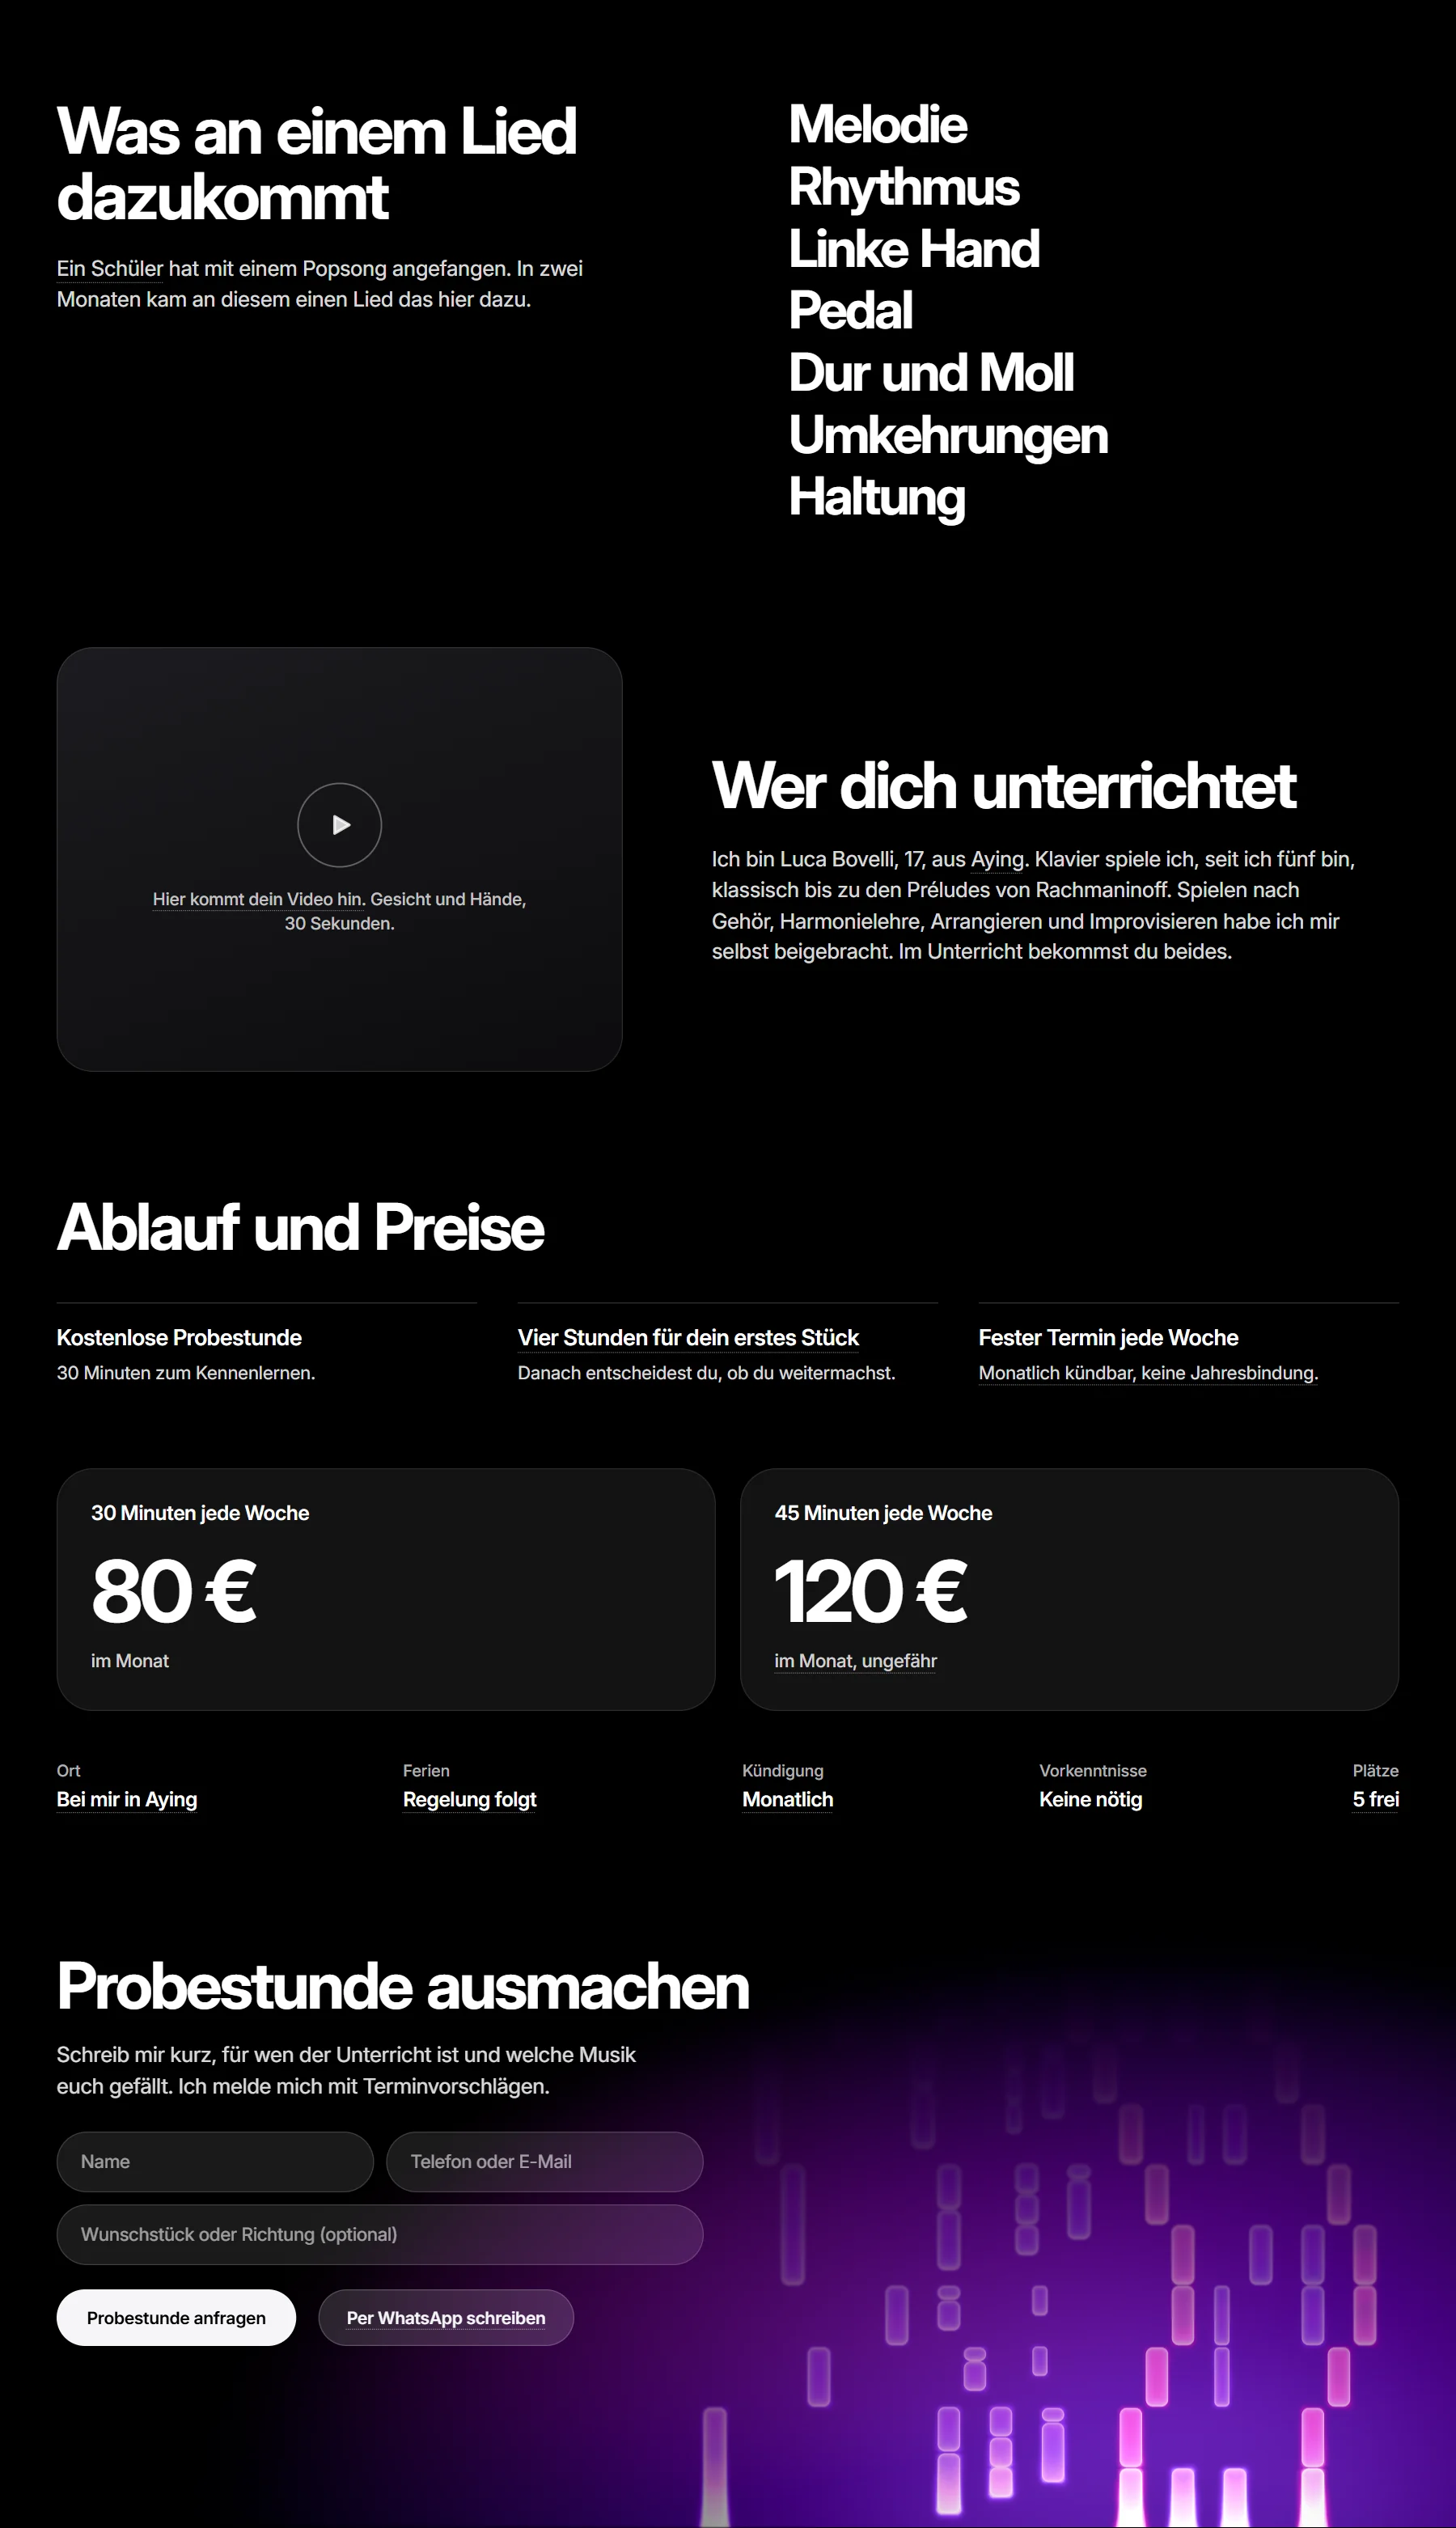 Was an einem Lied
dazukommt
Ein Schüler hat mit einem Popsong angefangen. In zwei
Monaten kam an diesem einen Lied das hier dazu.
Melodie
Rhythmus
Linke Hand
Pedal
Dur und Moll
Umkehrungen
Haltung
Hier kommt dein Video hin. Gesicht und Hände,
30 Sekunden.
Wer dich unterrichtet
Ich bin Luca Bovelli, 17, aus Aying. Klavier spiele ich, seit ich fünf bin,
klassisch bis zu den Préludes von Rachmaninoff. Spielen nach
Gehör, Harmonielehre, Arrangieren und Improvisieren habe ich mir
selbst beigebracht. Im Unterricht bekommst du beides.
Ablauf und Preise
Kostenlose Probestunde
30 Minuten zum Kennenlernen.
Vier Stunden für dein erstes Stück
Danach entscheidest du, ob du weitermachst.
Fester Termin jede Woche
Monatlich kündbar, keine Jahresbindung.
30 Minuten jede Woche
80 €
im Monat
45 Minuten jede Woche
120 €
im Monat, ungefähr
Ort
Bei mir in Aying
Ferien
Regelung folgt
Kündigung
Monatlich
Vorkenntnisse
Keine nötig
Plätze
5 frei
Probestunde ausmachen
Schreib mir kurz, für wen der Unterricht ist und welche Musik
euch gefällt. Ich melde mich mit Terminvorschlägen.
Name
Telefon oder E-Mail
Wunschstück oder Richtung (optional)
Probestunde anfragen
Per WhatsApp schreiben